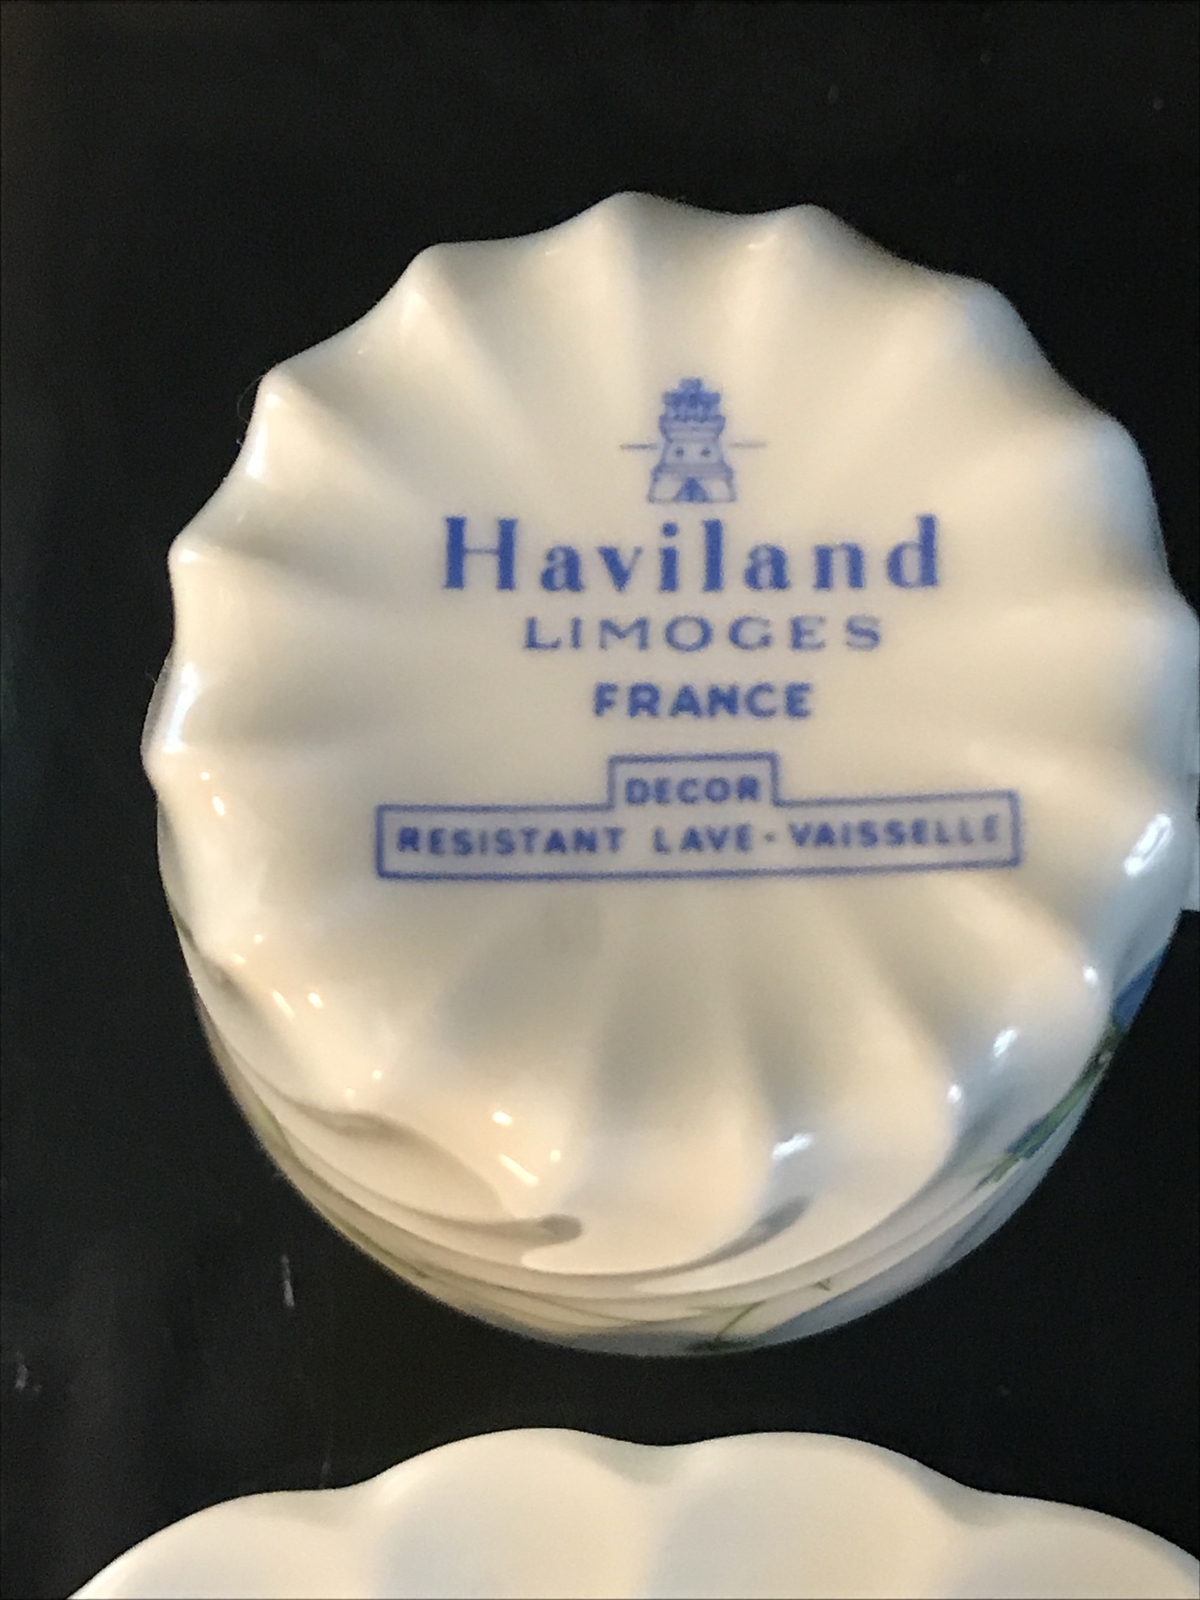 Haviland
LIMOGES
FRANCE
DECOR
RESISTANT LAVE-VAISSELLE